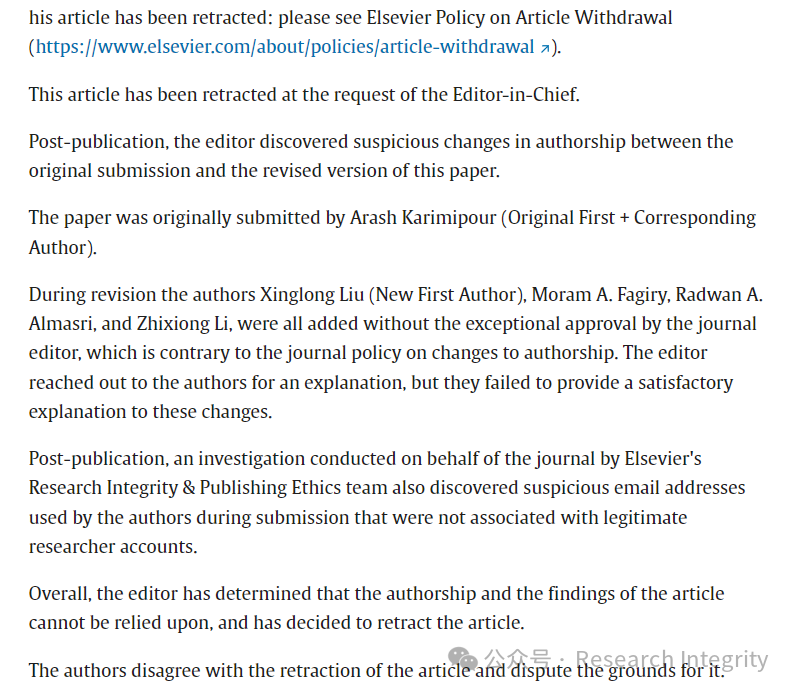 his article has been retracted: please see Elsevier Policy on Article Withdrawal
(https://www.elsevier.com/about/policies/article-withdrawal ↗).
This article has been retracted at the request of the Editor-in-Chief.
Post-publication, the editor discovered suspicious changes in authorship between the
original submission and the revised version of this paper.
The paper was originally submitted by Arash Karimipour (Original First + Corresponding
Author).
During revision the authors Xinglong Liu (New First Author), Moram A. Fagiry, Radwan A.
Almasri, and Zhixiong Li, were all added without the exceptional approval by the journal
editor, which is contrary to the journal policy on changes to authorship. The editor
reached out to the authors for an explanation, but they failed to provide a satisfactory
explanation to these changes.
Post-publication, an investigation conducted on behalf of the journal by Elsevier's
Research Integrity & Publishing Ethics team also discovered suspicious email addresses
used by the authors during submission that were not associated with legitimate
researcher accounts.
Overall, the editor has determined that the authorship and the findings of the article
cannot be relied upon, and has decided to retract the article.
公众号 · Research Integrity
The authors disagree with the retraction of the article and dispute the grounds for it.